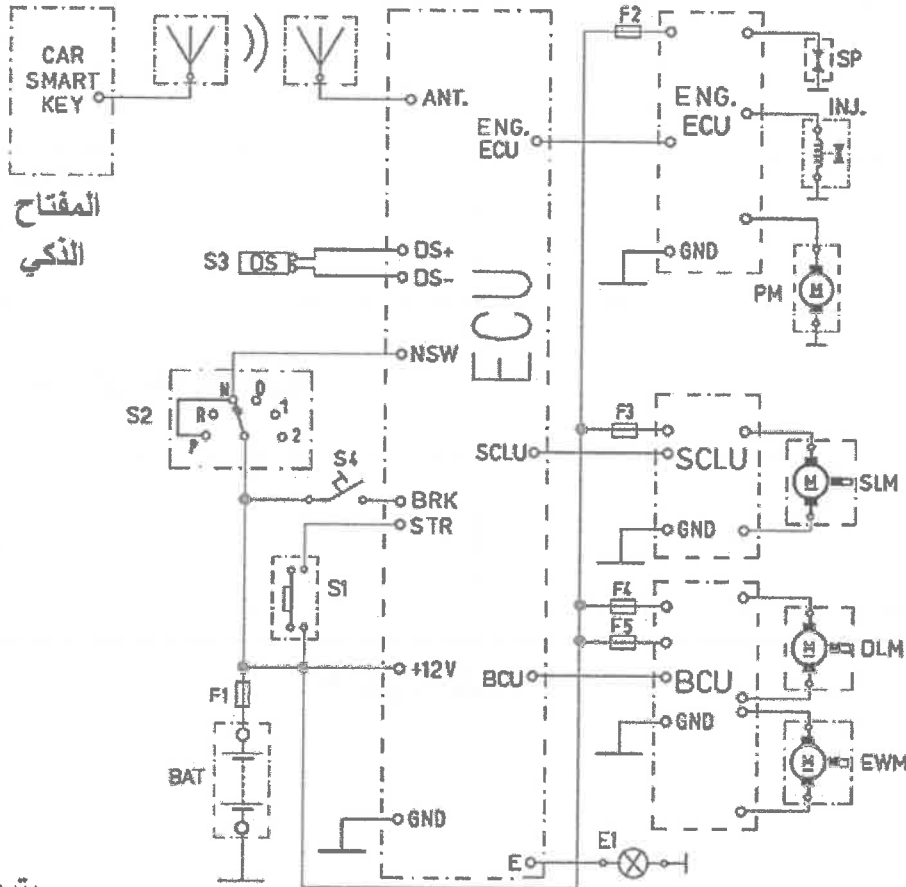 CAR
SMART
KEY
المفتاح
الذكي
ANT.
ENG.
ECU
S3
DS
DS+
DS-
ECU
NSW
S2
N
D
R
1
P
2
S4
BRK
STR
SCLU
S1
+12V
BCU
F1
BAT
GND
E
E1
F2
ENG.
ECU
GND
SP
INJ.
PM
M
F3
SCLU
GND
M
SLM
F4
F5
BCU
GND
M
DLM
M
EWM